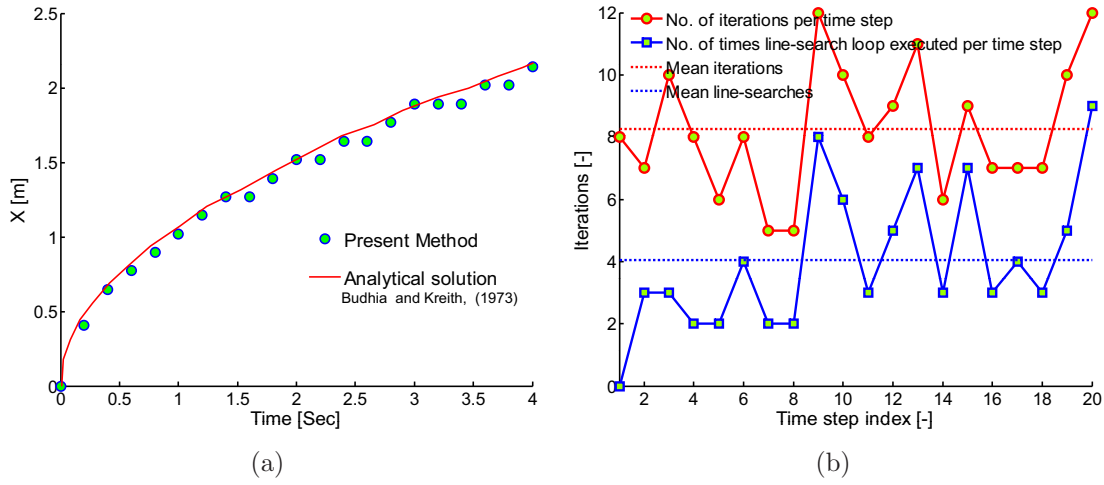 2.5
2
1.5
1
0.5
0
X [m]
Present Method
Analytical solution
Budhia and Kreith, (1973)
0 0.5 1 1.5 2 2.5 3 3.5 4
Time [Sec]
(a)
12
10
8
6
4
2
0
Iterations [-]
No. of iterations per time step
No. of times line-search loop executed per time step
Mean iterations
Mean line-searches
2 4 6 8 10 12 14 16 18 20
Time step index [-]
(b)